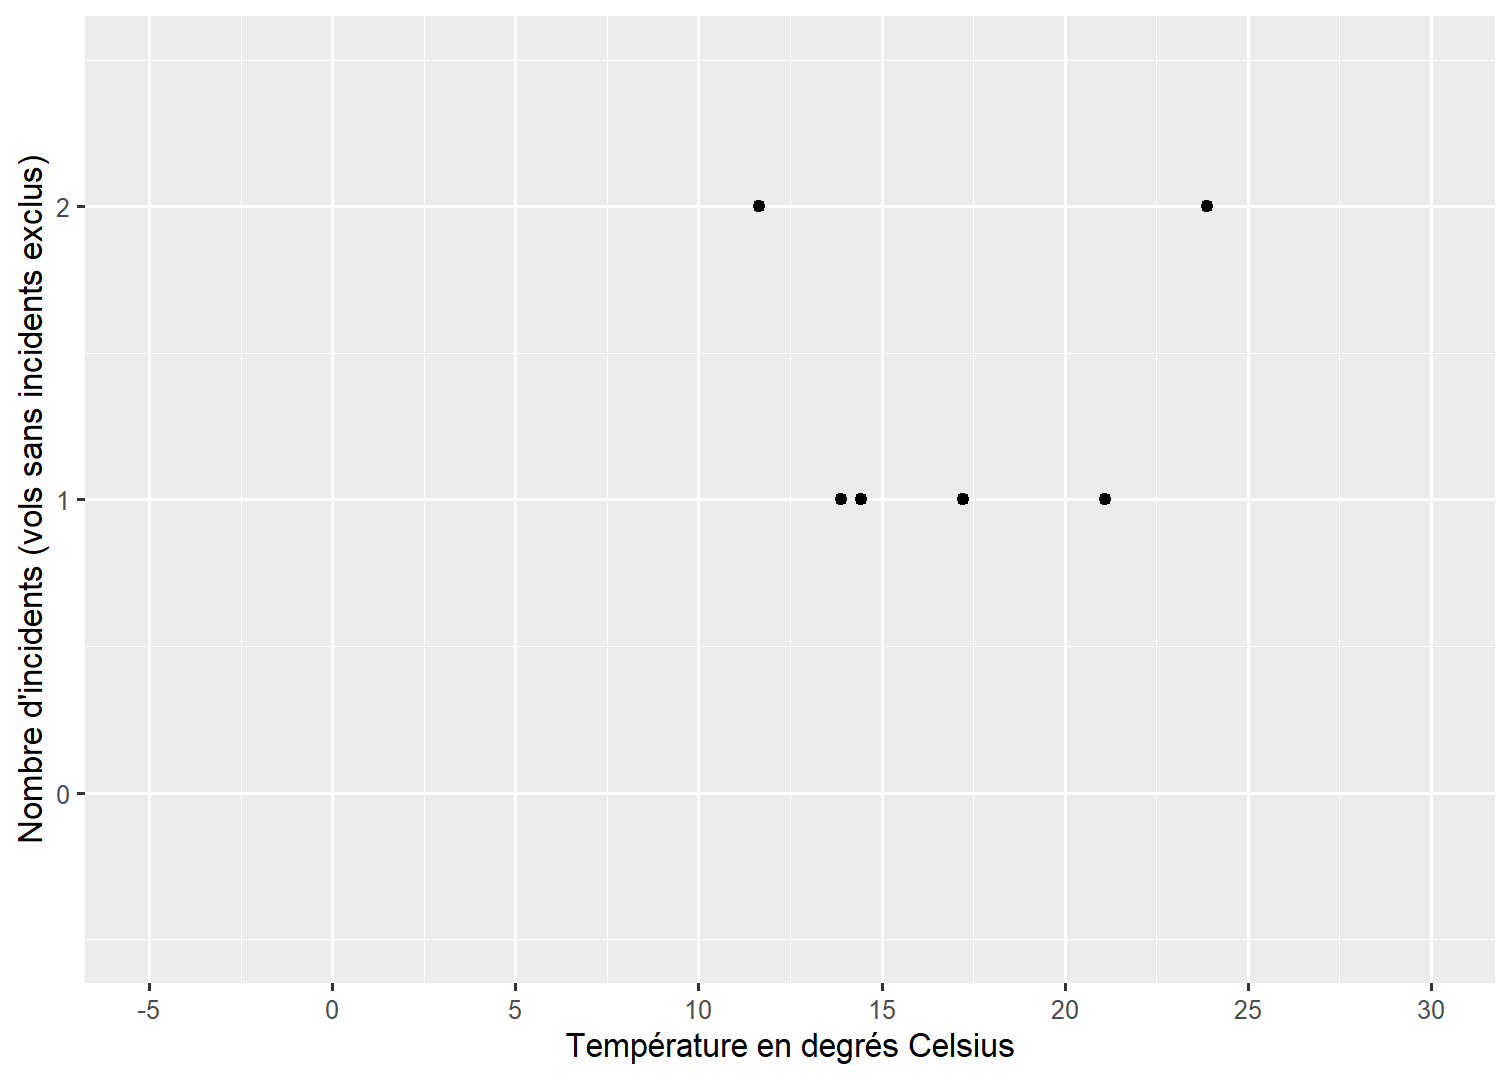 Nombre d'incidents (vols sans incidents exclus)
2
1
0
-5 0 5 10 15 20 25 30
Température en degrés Celsius